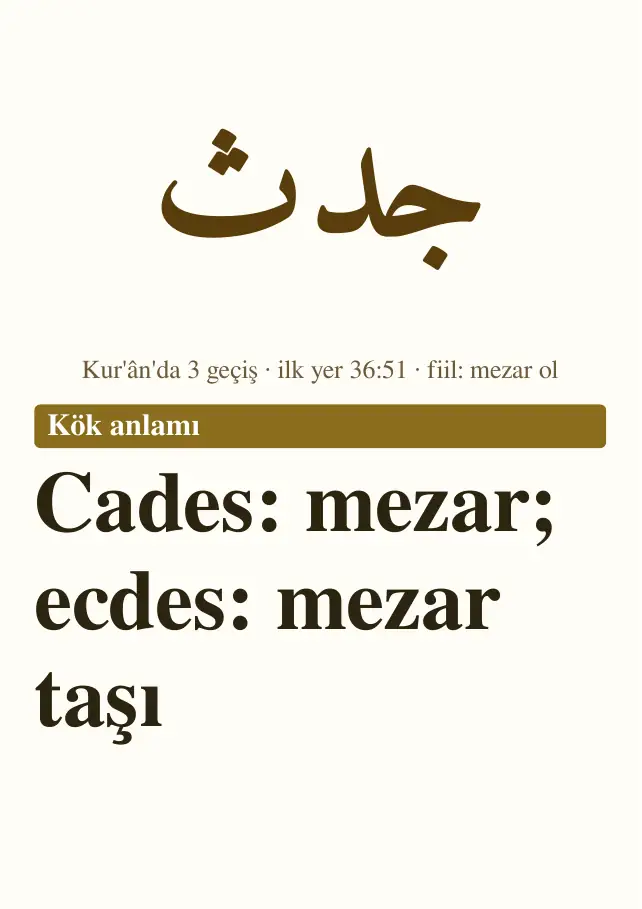 جدث
Kur'ân'da 3 geçiş · ilk yer 36:51 · fiil: mezar ol
Kök anlamı
Cades: mezar;
ecdes: mezar
taşı